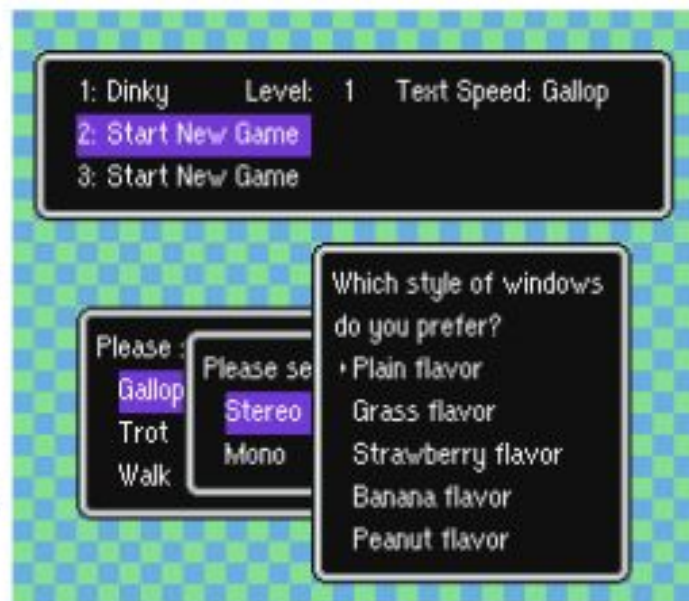 1: Dinky Level: 1 Text Speed: Gallop
2: Start New Game
3: Start New Game
Please
Gallop
Trot
Walk
Please se
Stereo
Mono
Which style of windows
do you prefer?
Plain flavor
Grass flavor
Strawberry flavor
Banana flavor
Peanut flavor